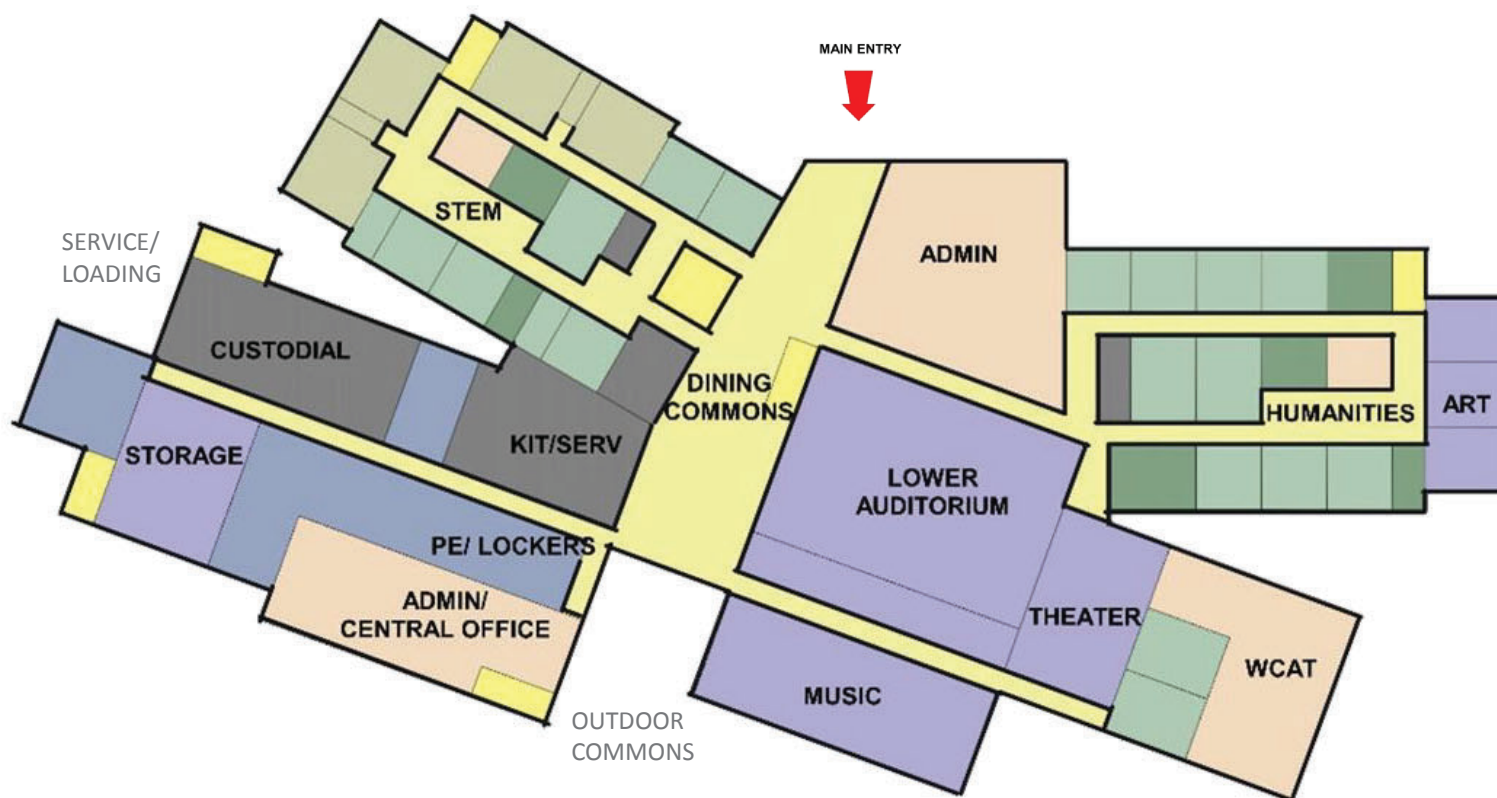 MAIN ENTRY
STEM
ADMIN
SERVICE/
LOADING
CUSTODIAL
DINING
COMMONS
HUMANITIES
ART
KIT/SERV
STORAGE
LOWER
AUDITORIUM
PE/ LOCKERS
ADMIN/
CENTRAL OFFICE
THEATER
WCAT
MUSIC
OUTDOOR
COMMONS